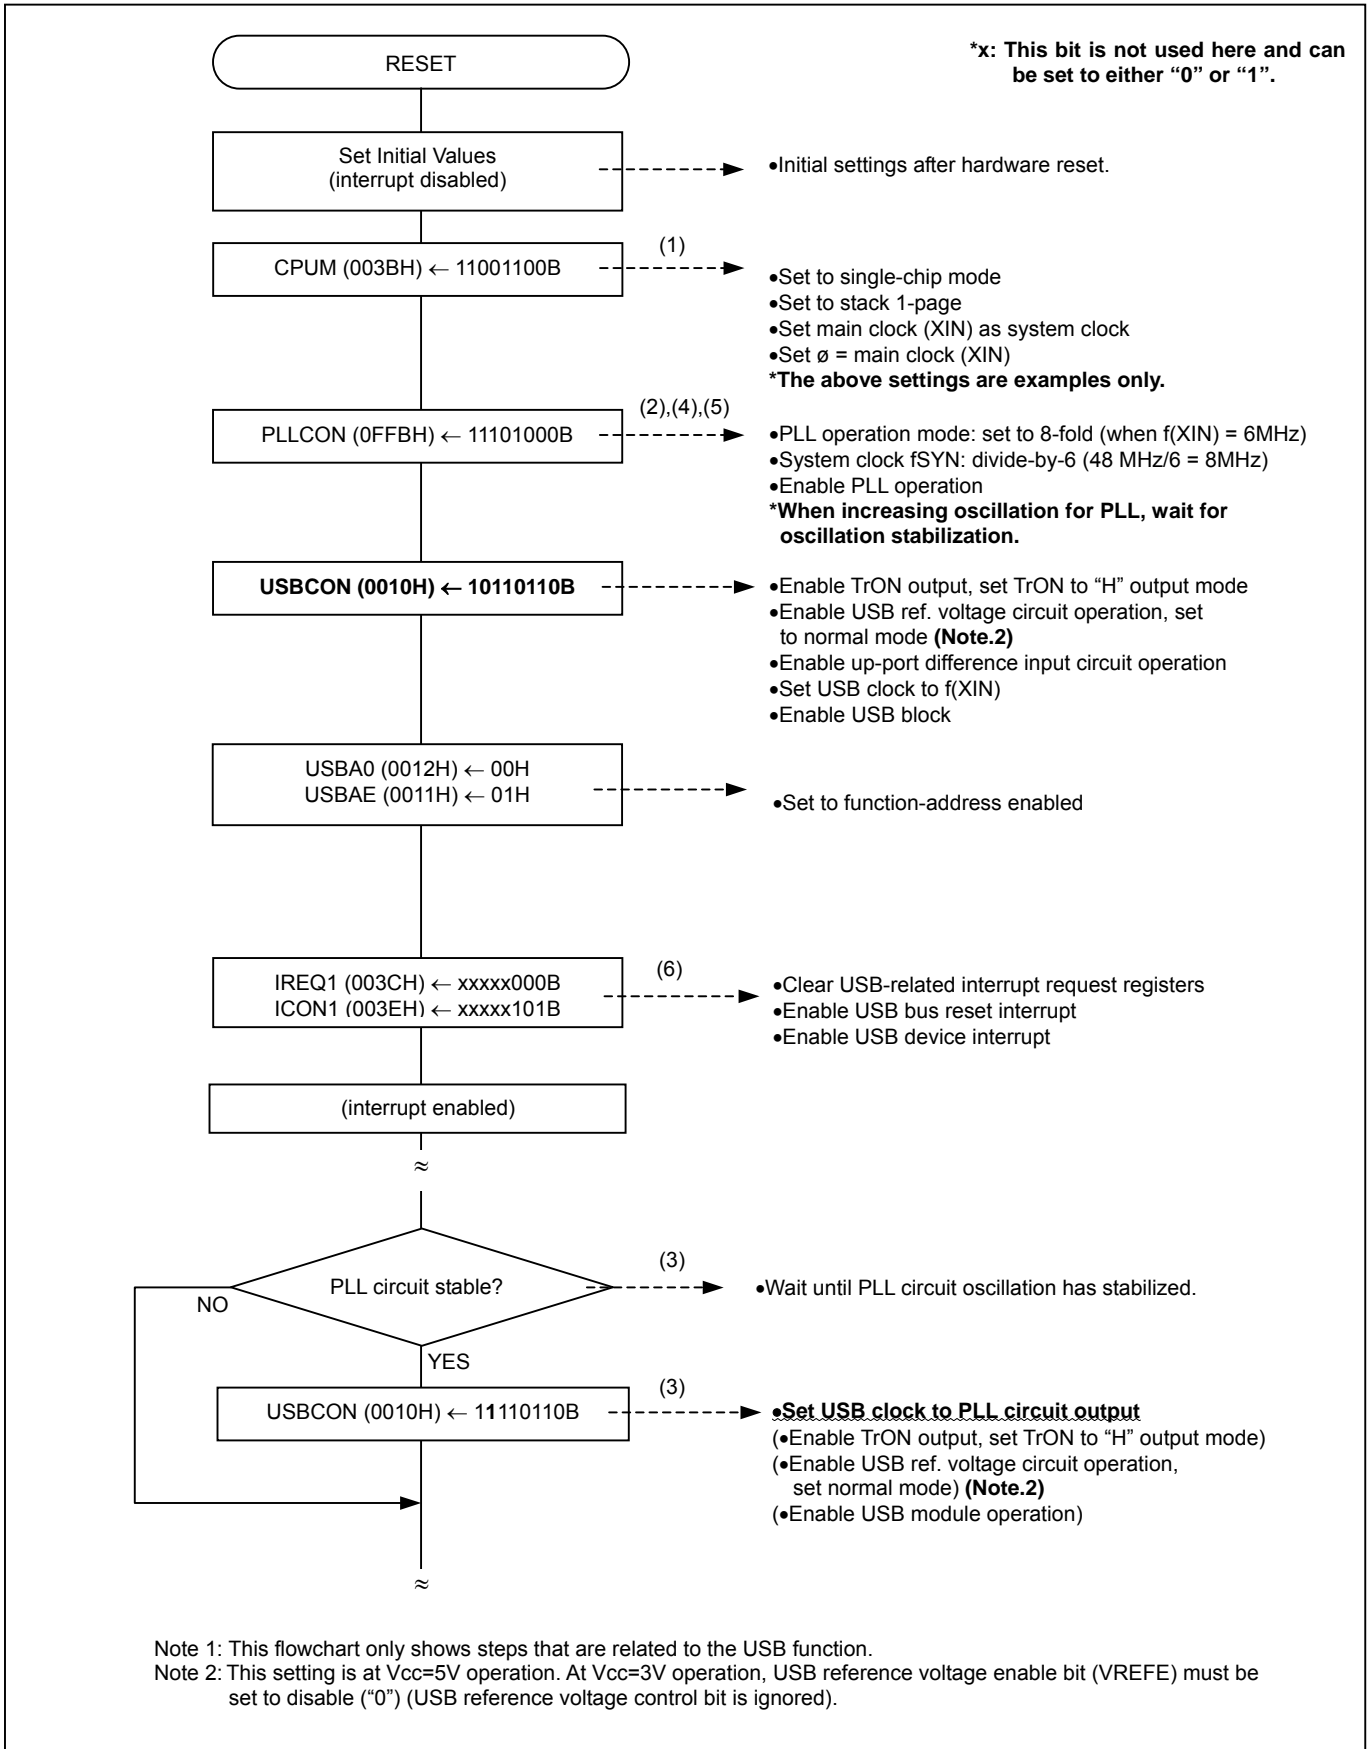 RESET
*x: This bit is not used here and can
be set to either “0” or “1”.
Set Initial Values
(interrupt disabled)
•Initial settings after hardware reset.
CPUM (003BH) ← 11001100B
(1)
•Set to single-chip mode
•Set to stack 1-page
•Set main clock (XIN) as system clock
•Set ø = main clock (XIN)
*The above settings are examples only.
PLLCON (0FFBH) ← 11101000B
(2),(4),(5)
•PLL operation mode: set to 8-fold (when f(XIN) = 6MHz)
•System clock fSYN: divide-by-6 (48 MHz/6 = 8MHz)
•Enable PLL operation
*When increasing oscillation for PLL, wait for
oscillation stabilization.
USBCON (0010H) ← 10110110B
•Enable TrON output, set TrON to “H” output mode
•Enable USB ref. voltage circuit operation, set
to normal mode (Note.2)
•Enable up-port difference input circuit operation
•Set USB clock to f(XIN)
•Enable USB block
USBA0 (0012H) ← 00H
USBAE (0011H) ← 01H
•Set to function-address enabled
IREQ1 (003CH) ← xxxxx000B
ICON1 (003EH) ← xxxxx101B
(6)
•Clear USB-related interrupt request registers
•Enable USB bus reset interrupt
•Enable USB device interrupt
(interrupt enabled)
≈
PLL circuit stable?
(3)
•Wait until PLL circuit oscillation has stabilized.
NO
YES
USBCON (0010H) ← 11110110B
(3)
•Set USB clock to PLL circuit output
(•Enable TrON output, set TrON to “H” output mode)
(•Enable USB ref. voltage circuit operation,
set normal mode) (Note.2)
(•Enable USB module operation)
≈
Note 1: This flowchart only shows steps that are related to the USB function.
Note 2: This setting is at Vcc=5V operation. At Vcc=3V operation, USB reference voltage enable bit (VREFE) must be
set to disable (“0”) (USB reference voltage control bit is ignored).